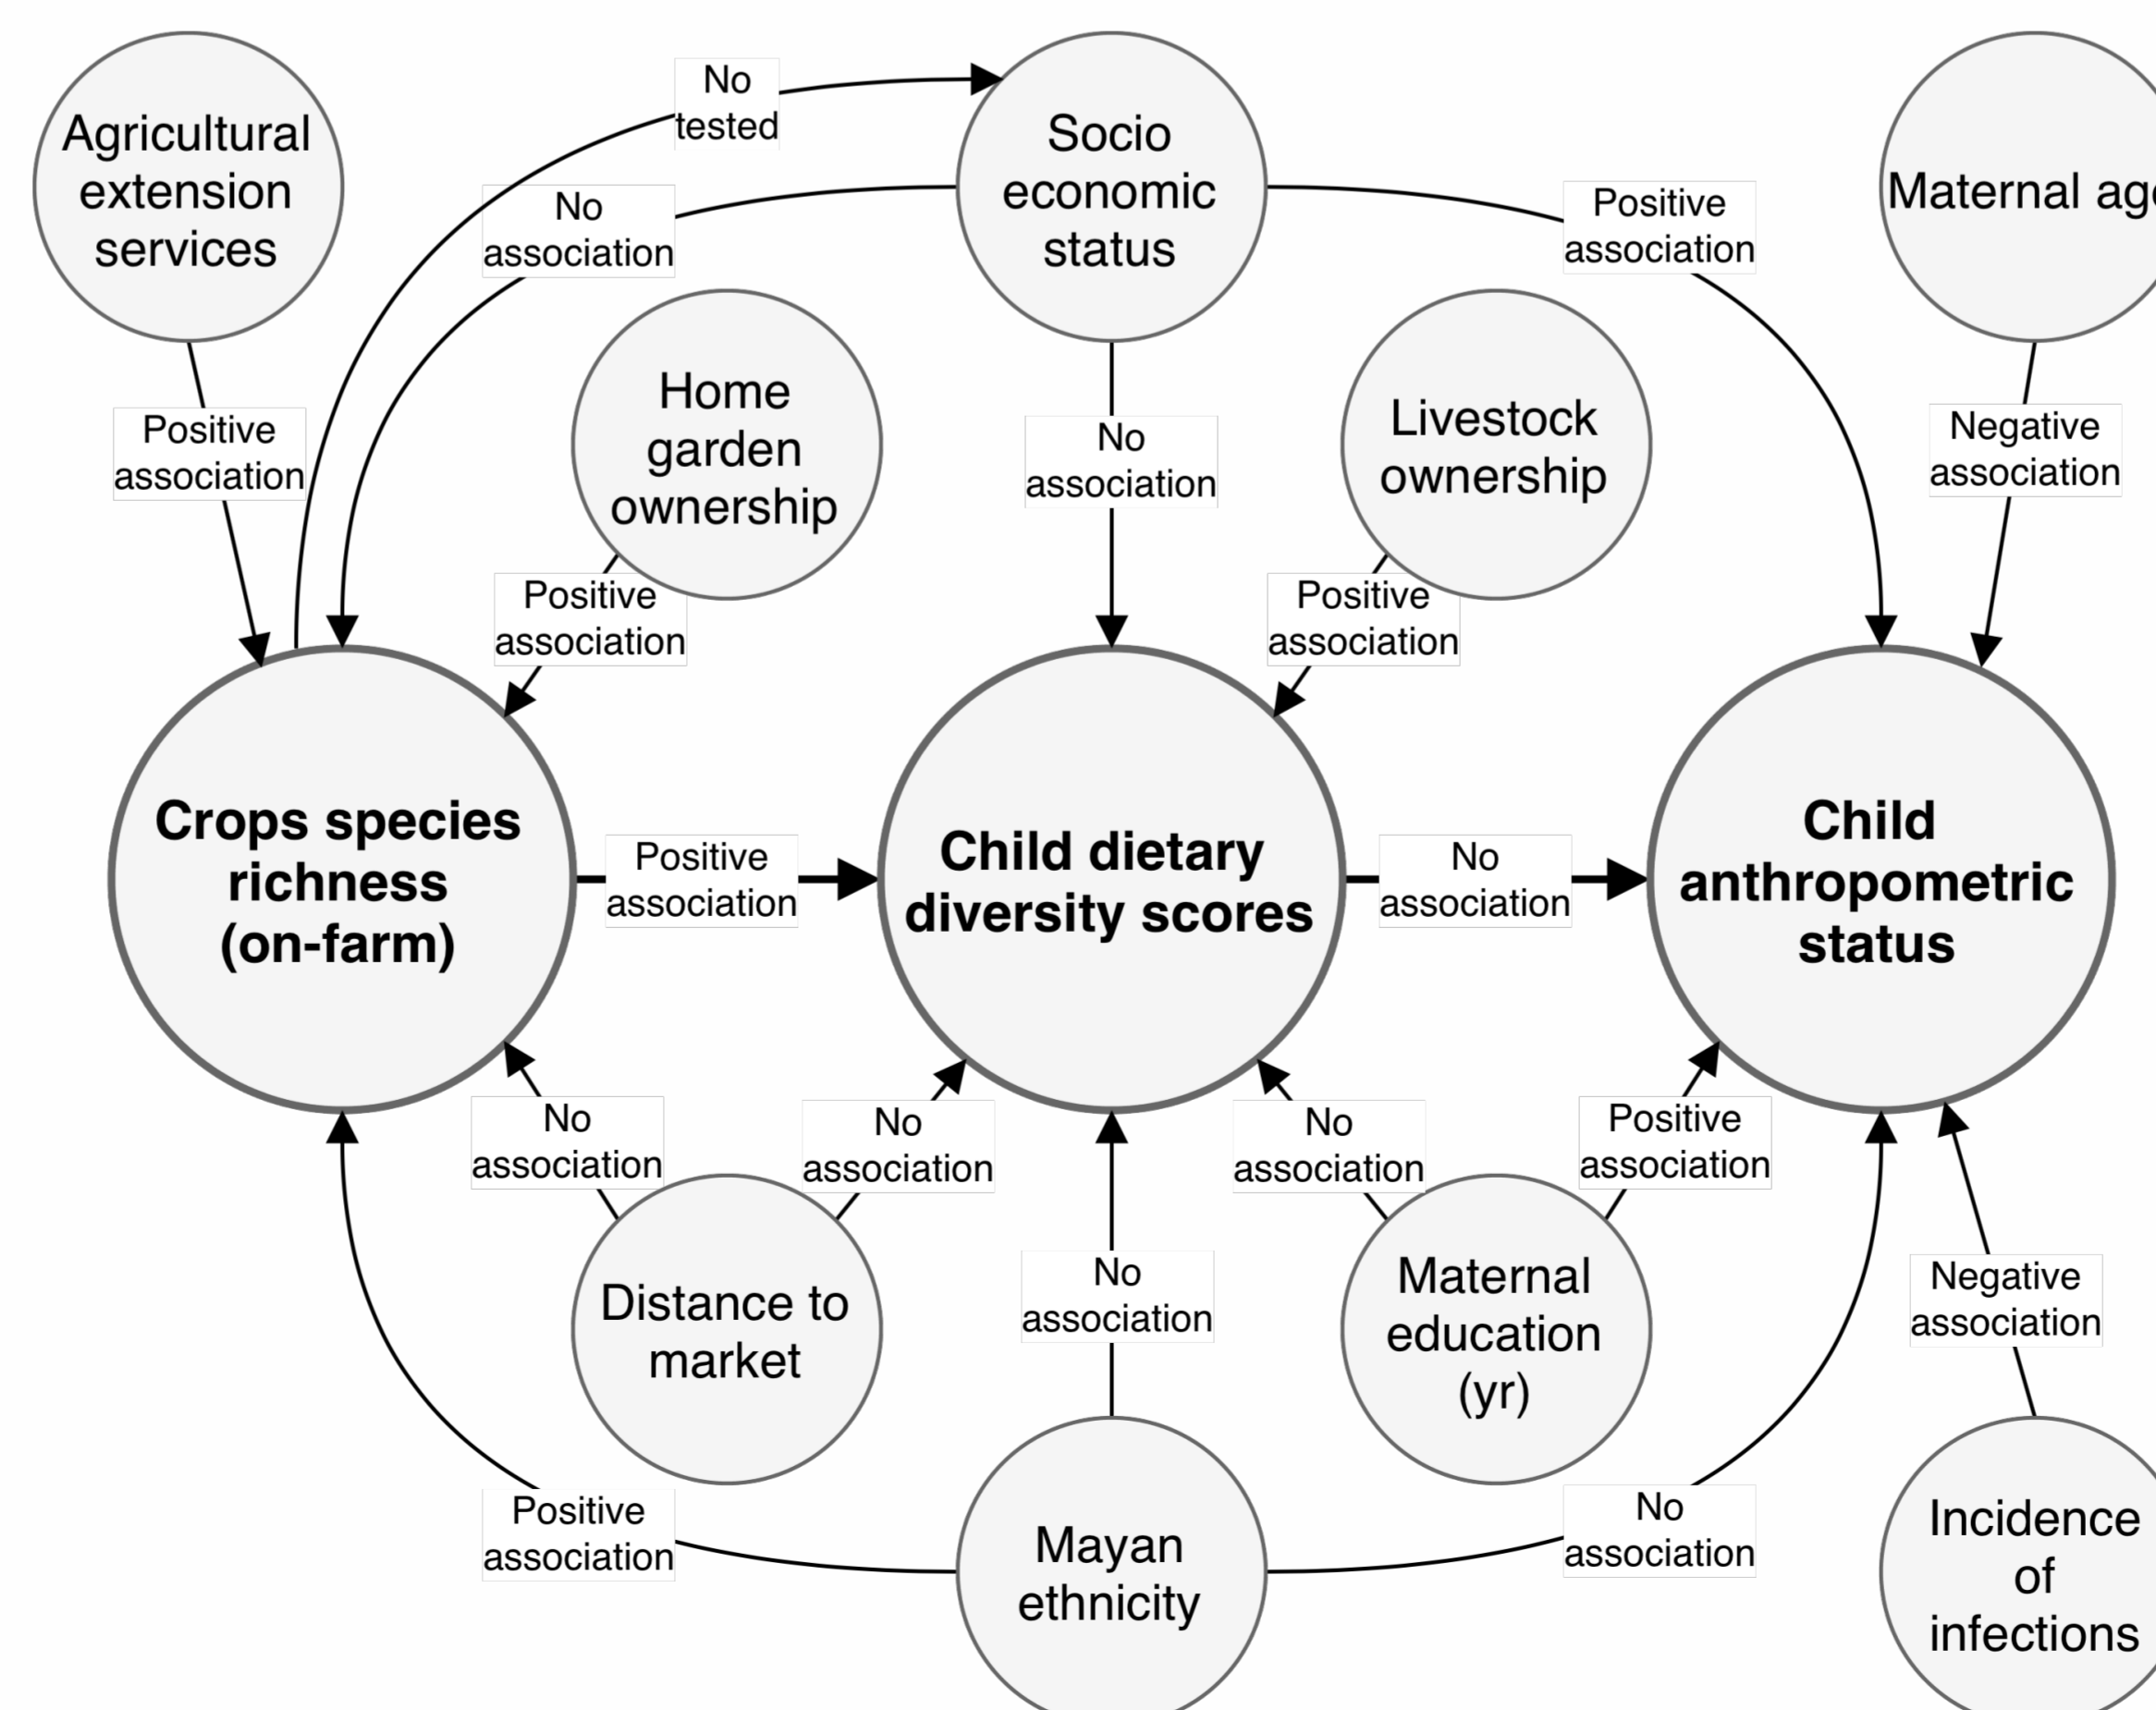 No
tested
Agricultural
extension
services
Socio
economic
status
Maternal age
No
association
Positive
association
Home
garden
ownership
Livestock
ownership
Positive
association
No
association
Negative
association
Positive
association
Positive
association
Crops species
richness
(on-farm)
Positive
association
Child dietary
diversity scores
No
association
Child
anthropometric
status
No
association
No
association
No
association
Positive
association
Distance to
market
No
association
Maternal
education
(yr)
Negative
association
Positive
association
Mayan
ethnicity
No
association
Incidence
of
infections